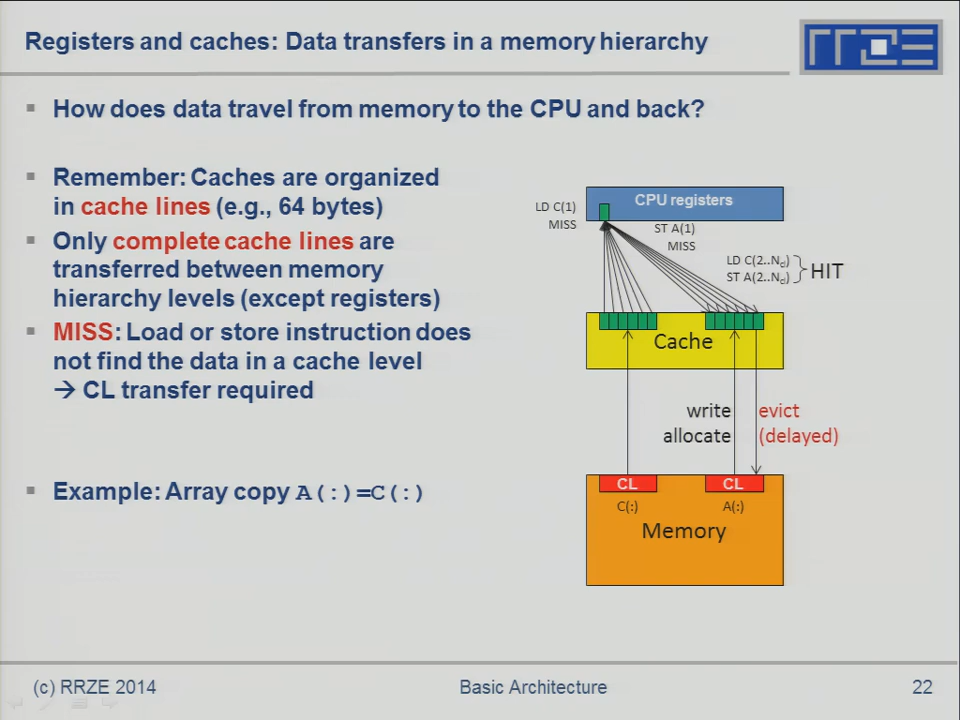 Registers and caches: Data transfers in a memory hierarchy
RRZE
How does data travel from memory to the CPU and back?
Remember: Caches are organized
in cache lines (e.g., 64 bytes)
Only complete cache lines are
transferred between memory
hierarchy levels (except registers)
MISS: Load or store instruction does
not find the data in a cache level
→ CL transfer required
Example: Array copy A(:)=C(:)
CPU registers
LD C(1)
MISS
ST A(1)
MISS
LD C(2..Ncl)
ST A(2..Ncl)
HIT
Cache
write
allocate
evict
(delayed)
CL
CL
C(:)
A(:)
Memory
(c) RRZE 2014
Basic Architecture
22